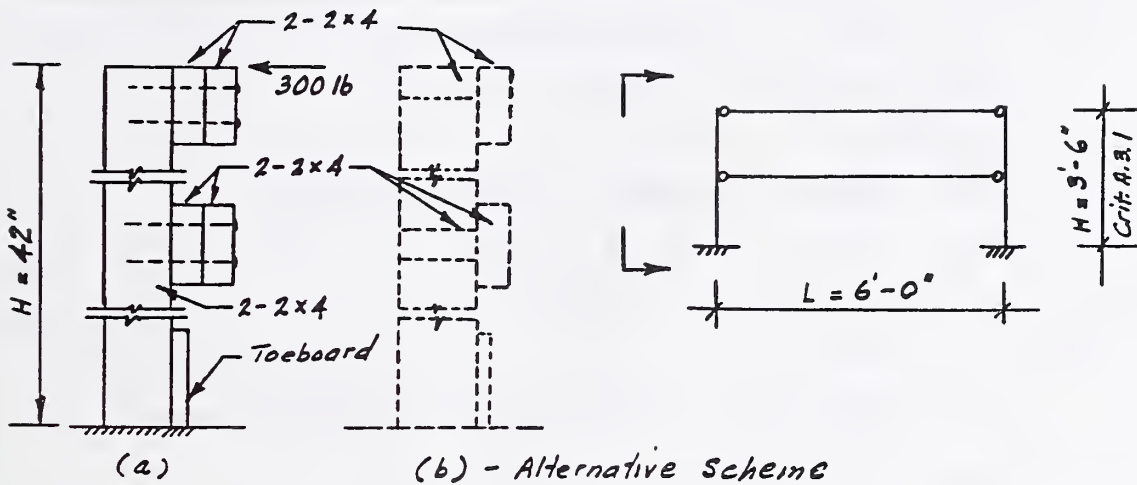 2-2×4
300 lb
2-2×4
H = 42"
2-2×4
Toeboard
(a)
(b) - Alternative Scheme
H = 3'-6"
Crit. A.3.1
L = 6'-0"